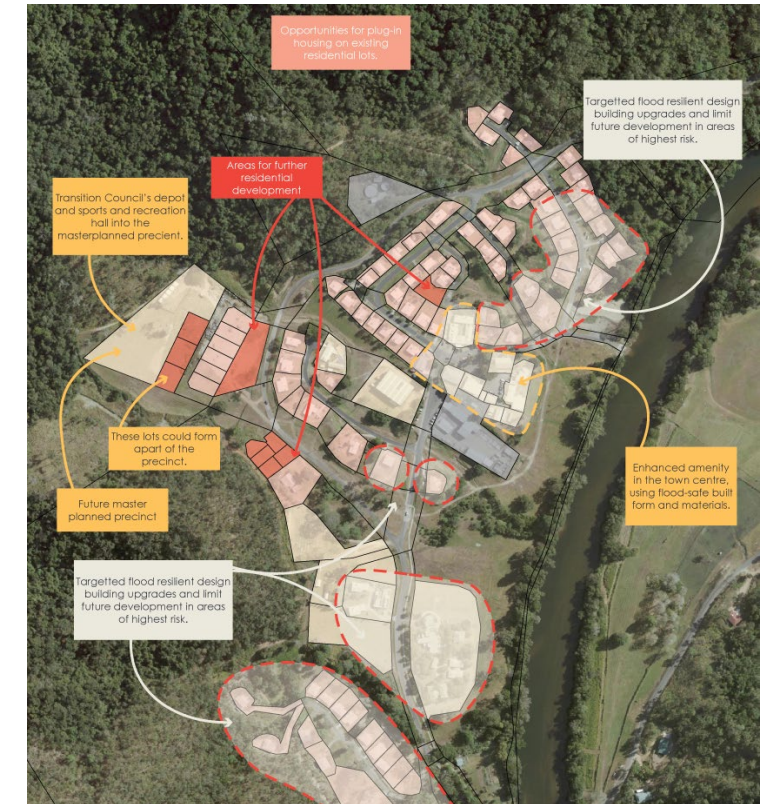 Opportunities for plug-in
housing on existing
residential lots.
Targetted flood resilient design
building upgrades and limit
future development in areas
of highest risk.
Areas for further
residential
development
Transition Council's depot
and sports and recreation
hall into the
masterplanned precient.
These lots could form
apart of the
precinct.
Future master
planned precinct
Enhanced amenity
in the town centre,
using flood-safe built
form and materials.
Targetted flood resilient design
building upgrades and limit
future development in areas
of highest risk.